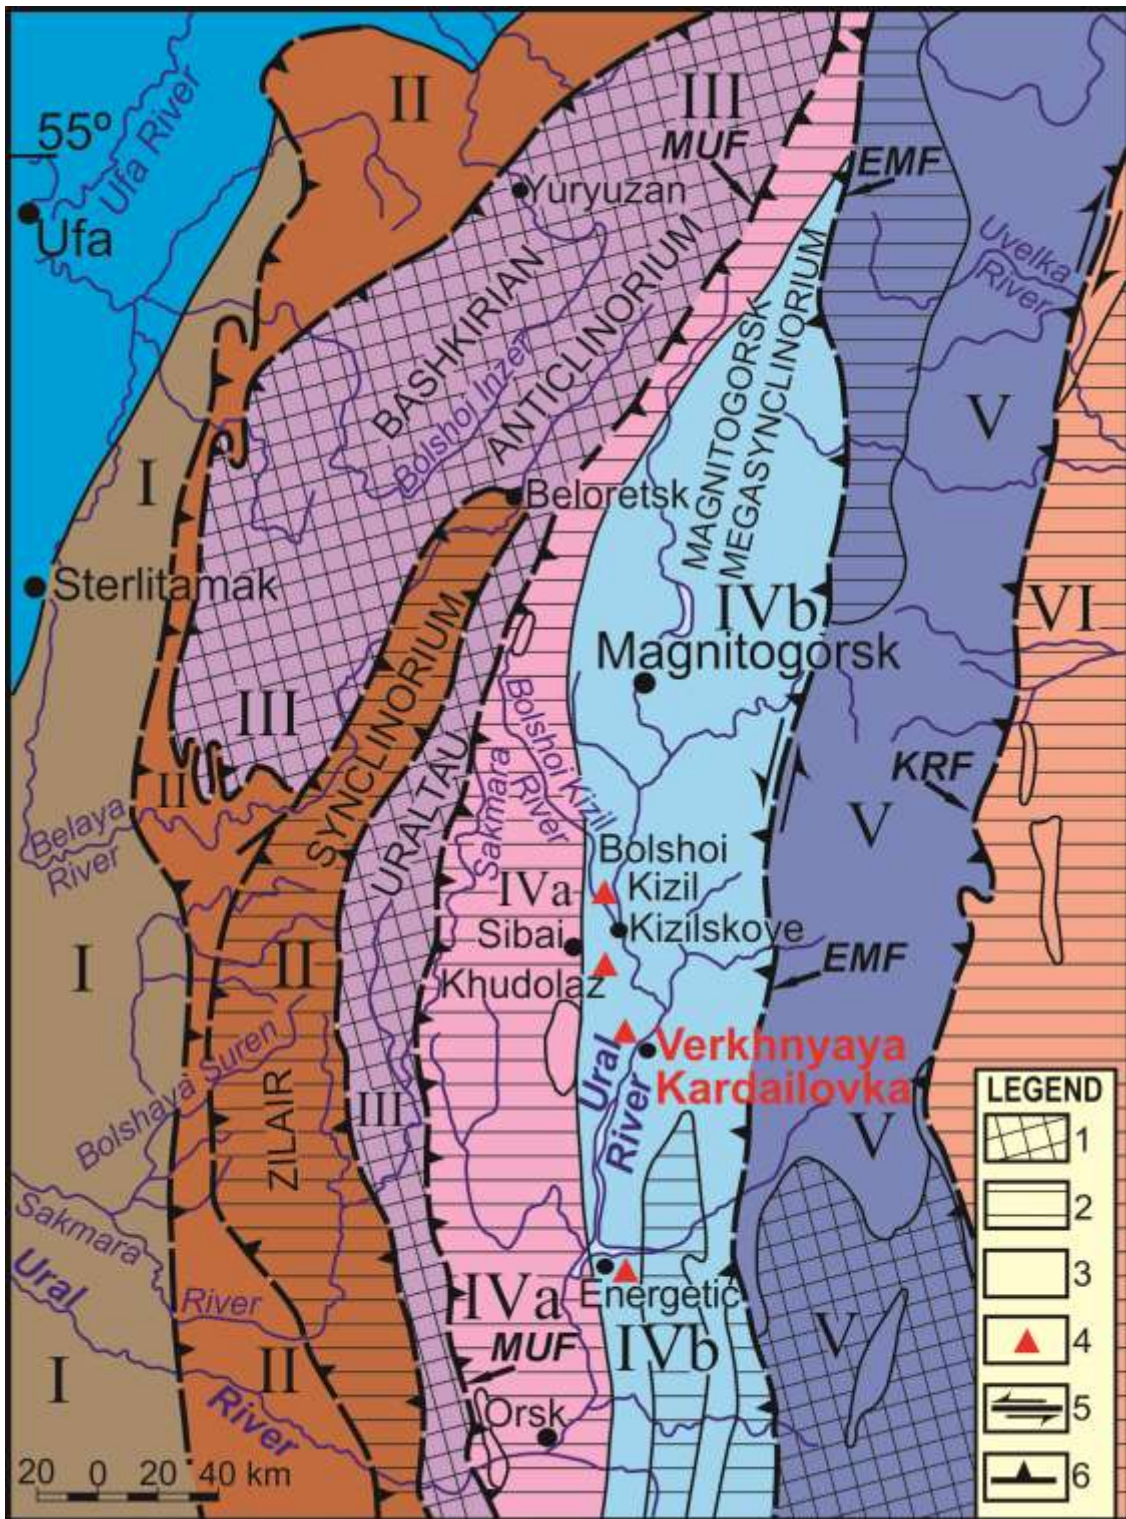 II
III
55º
Ufa River
MUF
EMF
Yuryuzan
Ufa
Uvelka
River
BASHKIRIAN
ANTICLINORIUM
Bolshoi Inzer
MAGNITOGORSK
MEGASYNCLINORIUM
V
I
Beloretsk
Sterlitamak
IVb
VI
Magnitogorsk
III
SYNCLINORIUM
Bolshoi Kizil
River
URALTAU
Sakmara
KRF
II
V
Belaya
River
Bolshoi
Kizil
IVa
Kizilskoye
Sibai
I
II
EMF
Khudolaz
Verkhnyaya
Kardailovka
Ural
River
Bolshaya Suren
ZILAIR
III
V
LEGEND
1
2
3
4
5
6
Sakmara
River
Ural
River
IVa
Energetic
V
MUF
IVb
I
II
Orsk
20 0 20 40 km